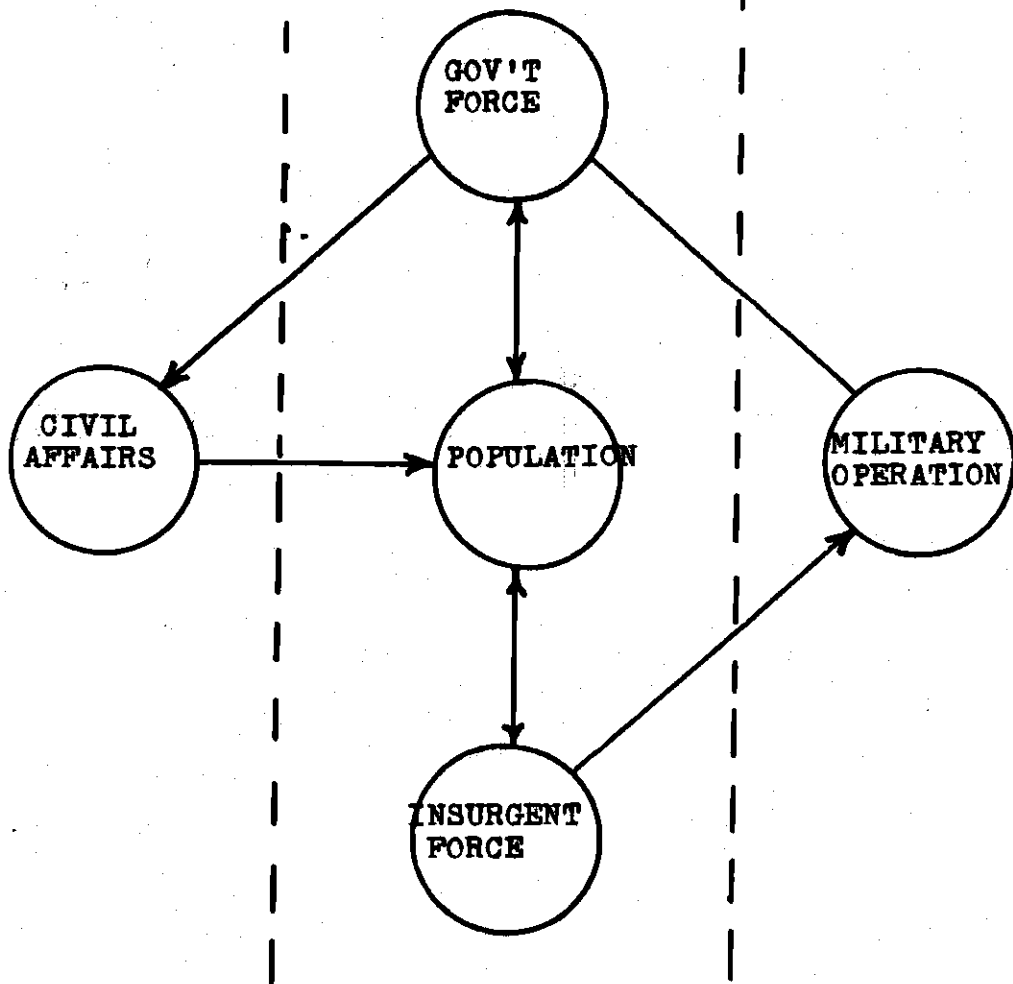 GOV'T
FORCE
CIVIL
AFFAIRS
POPULATION
MILITARY
OPERATION
INSURGENT
FORCE